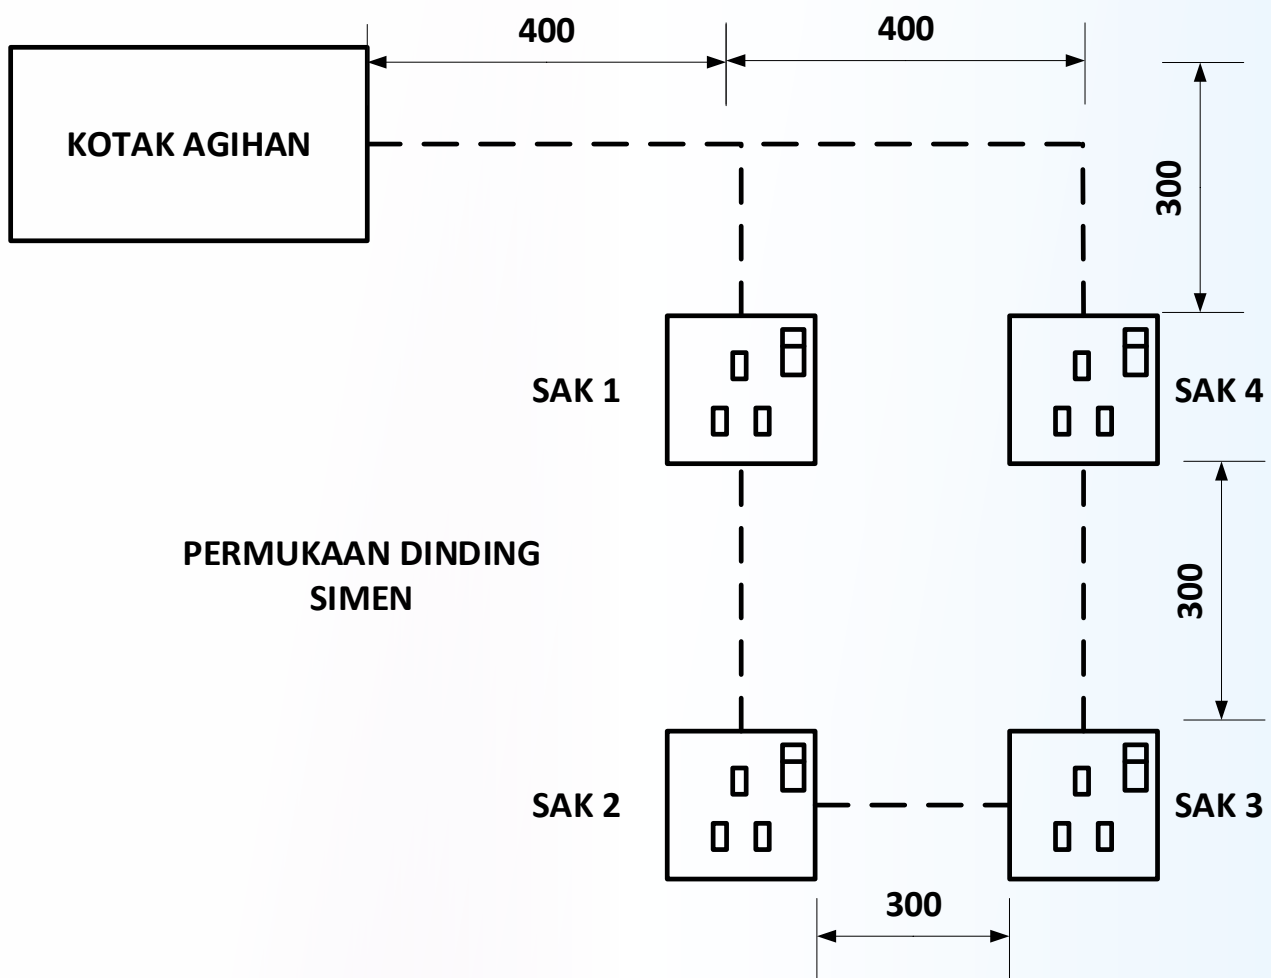 400
400
KOTAK AGIHAN
300
SAK 1
SAK 4
PERMUKAAN DINDING
SIMEN
300
SAK 2
SAK 3
300